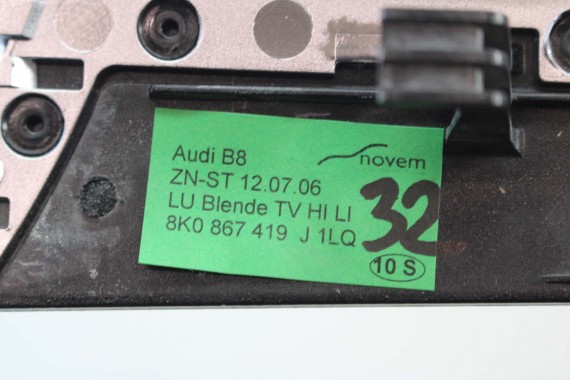 Audi B8
novem
ZN-ST 12.07.06
LU Blende TV HI LI
8K0 867 419 J 1LQ
32
10 S